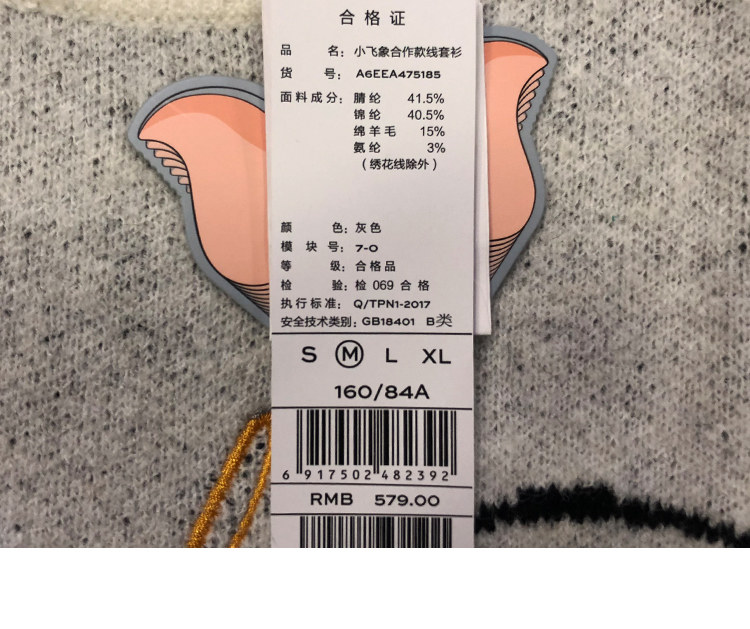 合格证
品 名: 小飞象合作款线套衫
货 号: A6EEA475185
面料成分: 腈纶 41.5%
锦纶 40.5%
绵羊毛 15%
氨纶 3%
(绣花线除外)
颜 色: 灰色
模 块 号: 7-0
等 级: 合格品
检 验: 检 069 合 格
执行标准: Q/TPN1-2017
安全技术类别: GB18401 B类
S M L XL
160/84A
6 917502 482392
RMB 579.00